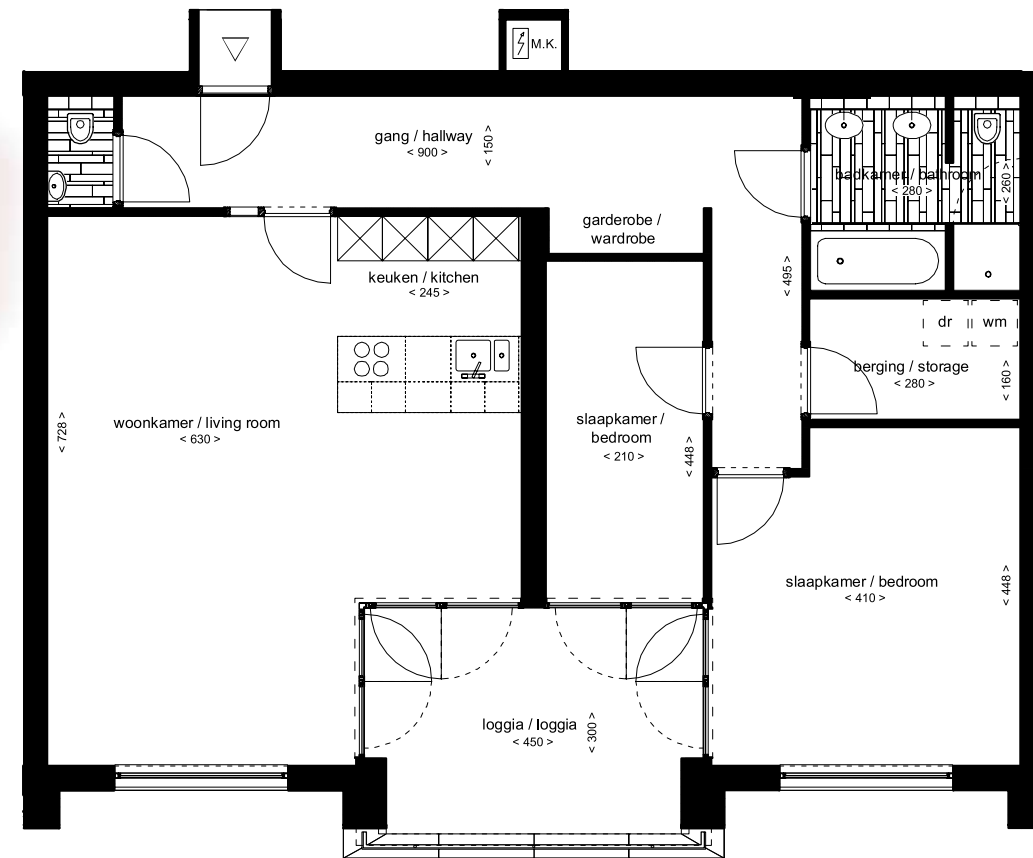 M.K.
gang / hallway
< 900 >
< 150 >
badkamer / bathroom
< 280 >
< 260 >
garderobe /
wardrobe
keuken / kitchen
< 245 >
< 495 >
dr
wm
berging / storage
< 280 >
< 160 >
woonkamer / living room
< 630 >
< 728 >
slaapkamer /
bedroom
< 210 >
< 448 >
slaapkamer / bedroom
< 410 >
< 448 >
loggia / loggia
< 450 >
< 300 >